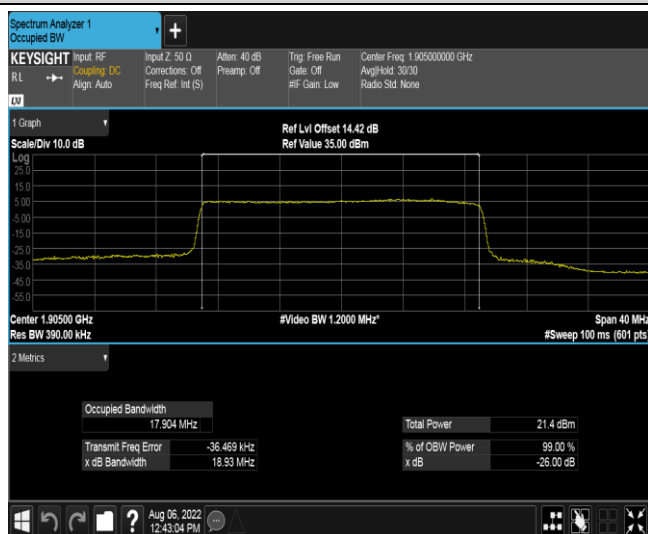 Spectrum Analyzer 1
Occupied BW
+
KEYSIGHT
RL
LXI
Input: RF
Coupling: DC
Align: Auto
Input Z: 50 Ω
Corrections: Off
Freq Ref: Int (S)
Atten: 40 dB
Preamp: Off
Trig: Free Run
Gate: Off
#IF Gain: Low
Center Freq: 1.905000000 GHz
Avg|Hold: 30/30
Radio Std: None
1 Graph
Scale/Div 10.0 dB
Ref Lvl Offset 14.42 dB
Ref Value 35.00 dBm
Log
25.0
15.0
5.00
-5.00
-15.0
-25.0
-35.0
-45.0
-55.0
Center 1.90500 GHz
Res BW 390.00 kHz
#Video BW 1.2000 MHz*
Span 40 MHz
#Sweep 100 ms (601 pts)
2 Metrics
Occupied Bandwidth
17.904 MHz
Transmit Freq Error -36.469 kHz
x dB Bandwidth 18.93 MHz
Total Power 21.4 dBm
% of OBW Power 99.00 %
x dB -26.00 dB
?
Aug 06, 2022
12:43:04 PM